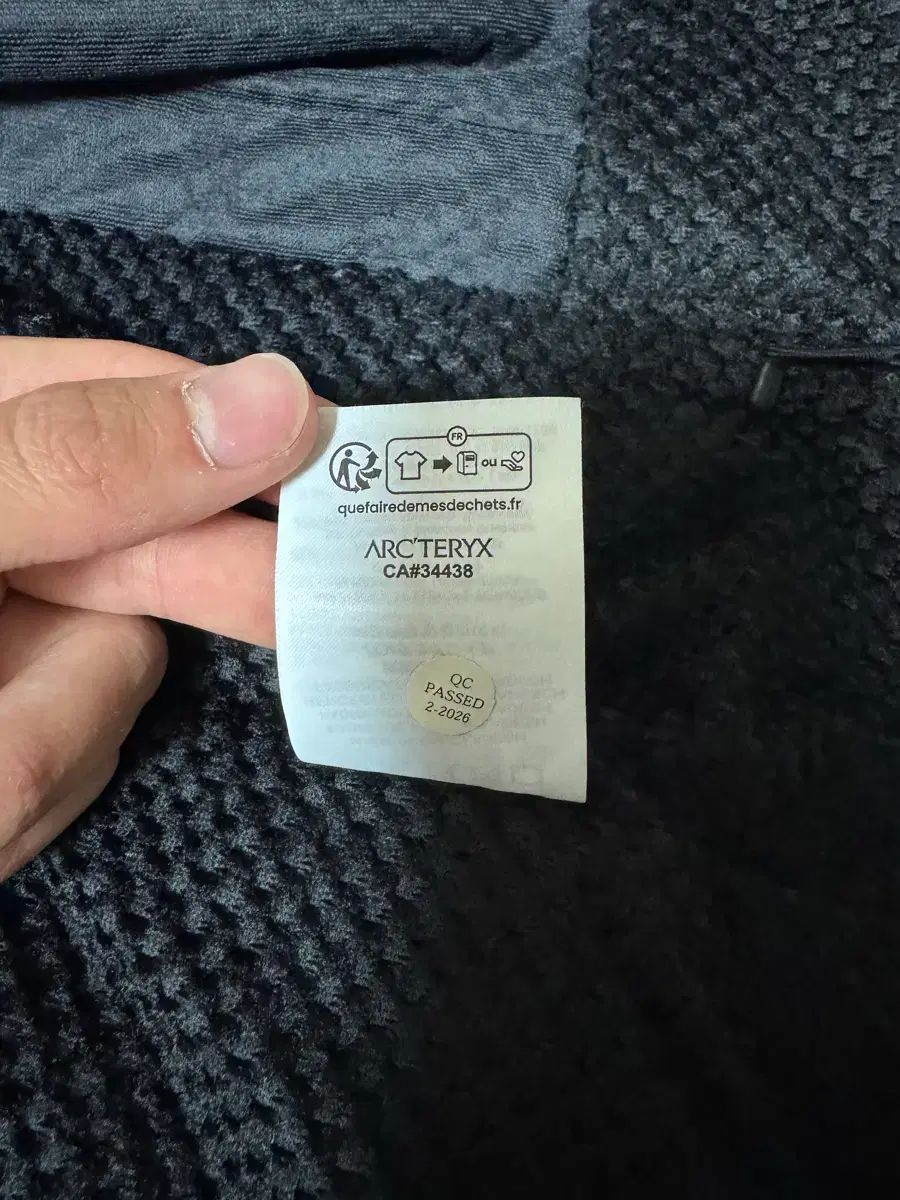 FR
ou
quefairedemesdechets.fr
ARC'TERYX
CA#34438
QC
PASSED
2-2026